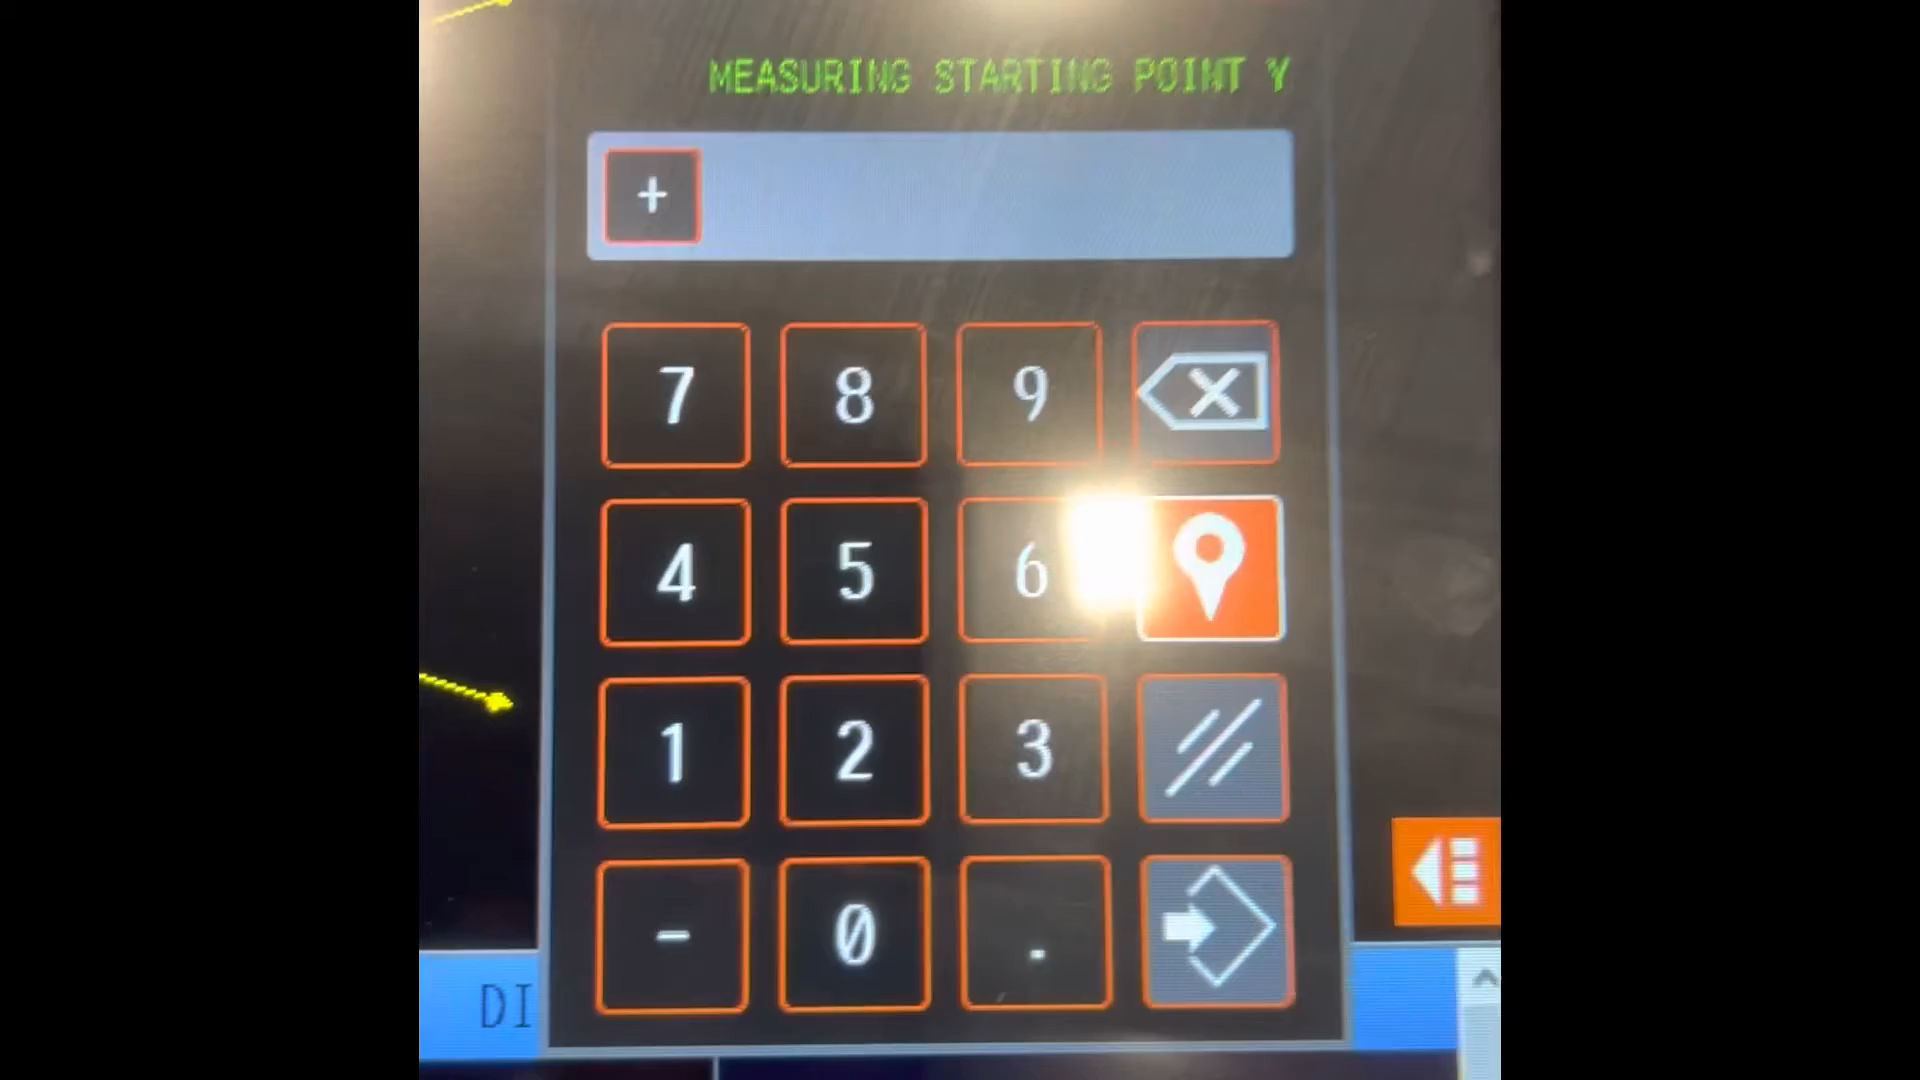 MEASURING STARTING POINT Y
+
7 8 9
4 5 6
1 2 3
- 0 .
DI